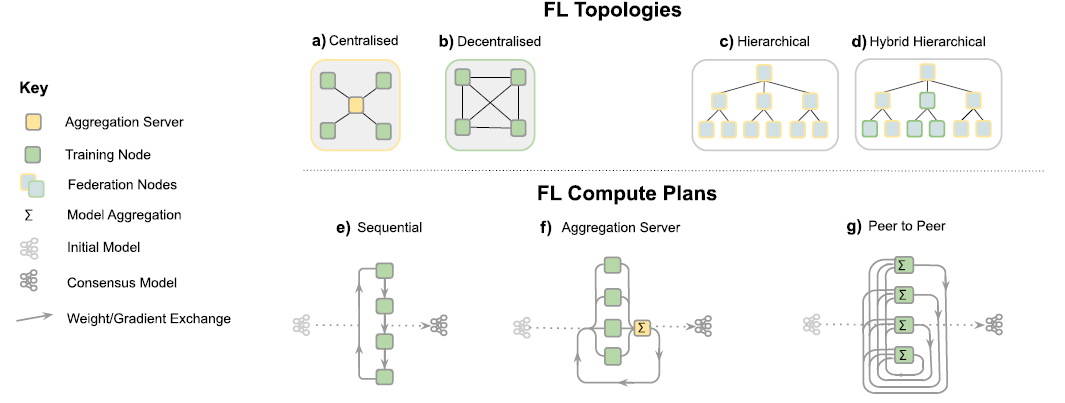 FL Topologies
a) Centralised
b) Decentralised
c) Hierarchical
d) Hybrid Hierarchical
Key
Aggregation Server
Training Node
Federation Nodes
Σ Model Aggregation
Initial Model
Consensus Model
Weight/Gradient Exchange
FL Compute Plans
e) Sequential
f) Aggregation Server
g) Peer to Peer
Σ
Σ
Σ
Σ
Σ